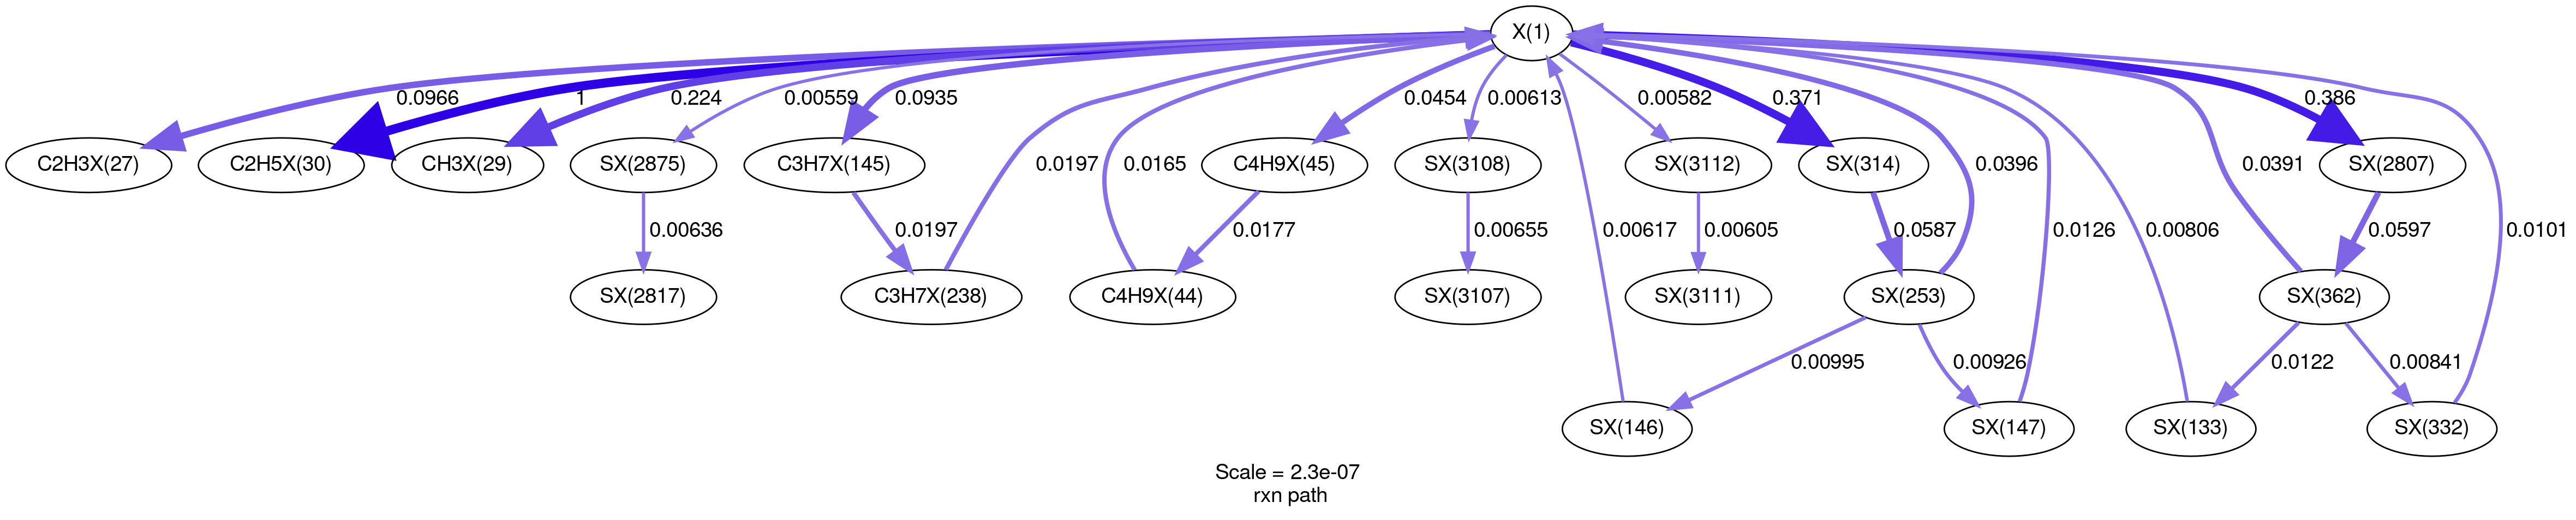 X(1)
0.0966
1
0.224
0.00559
0.0935
0.0454
0.00613
0.00582
0.371
0.386
C2H3X(27)
C2H5X(30)
CH3X(29)
SX(2875)
C3H7X(145)
C4H9X(45)
SX(3108)
SX(3112)
SX(314)
SX(2807)
0.0197
0.0165
0.0396
0.0391
0.00636
0.0197
0.0177
0.00655
0.00605
0.00617
0.0587
0.0126
0.00806
0.0597
0.0101
SX(2817)
C3H7X(238)
C4H9X(44)
SX(3107)
SX(3111)
SX(253)
SX(362)
0.00995
0.00926
0.0122
0.00841
SX(146)
SX(147)
SX(133)
SX(332)
Scale = 2.3e-07
rxn path